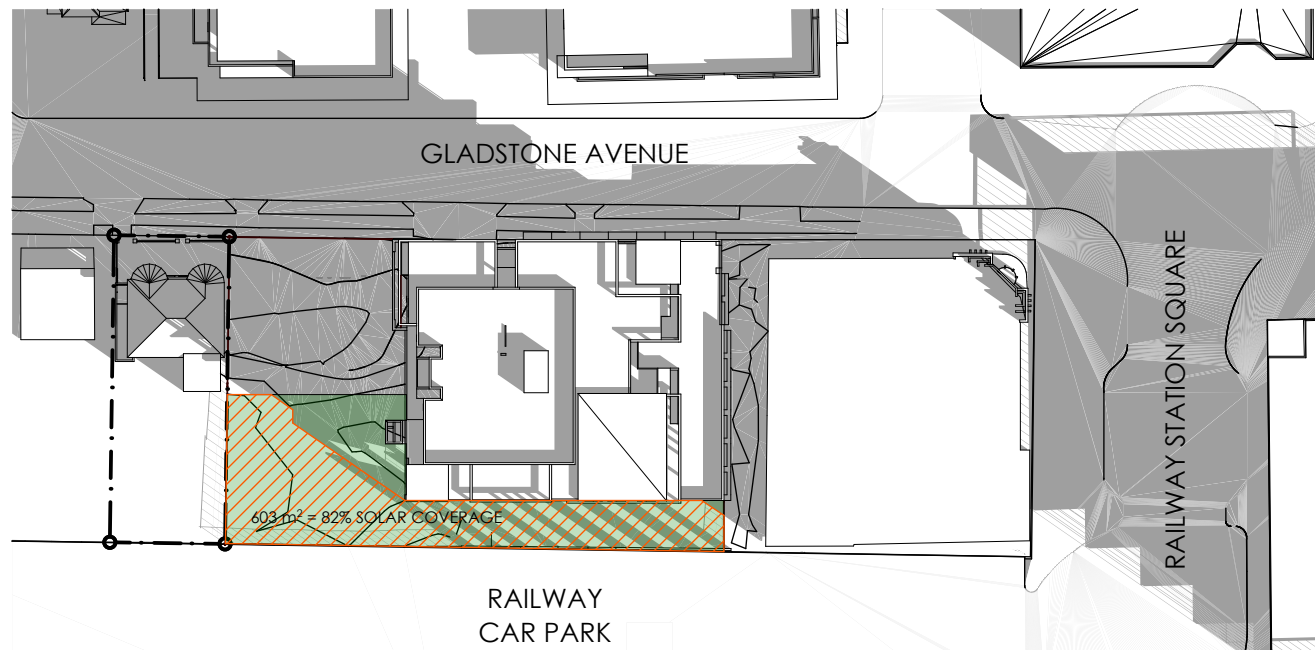 GLADSTONE AVENUE
RAILWAY STATION SQUARE
603 m² = 82% SOLAR COVERAGE
RAILWAY
CAR PARK